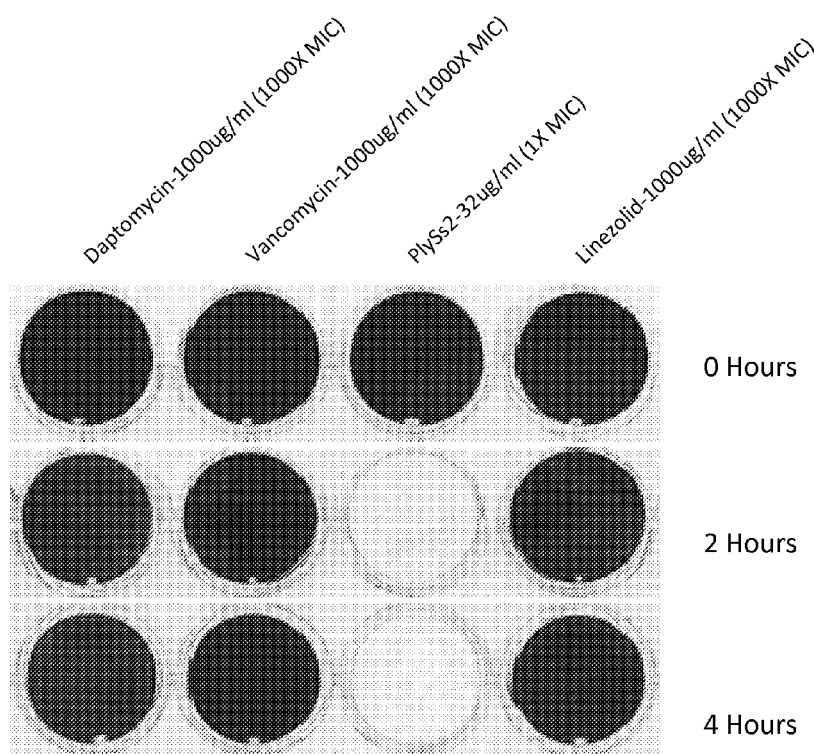 Daptomycin-1000ug/ml (1000X MIC)
Vancomycin-1000ug/ml (1000X MIC)
PlySs2-32ug/ml (1X MIC)
Linezolid-1000ug/ml (1000X MIC)
0 Hours
2 Hours
4 Hours